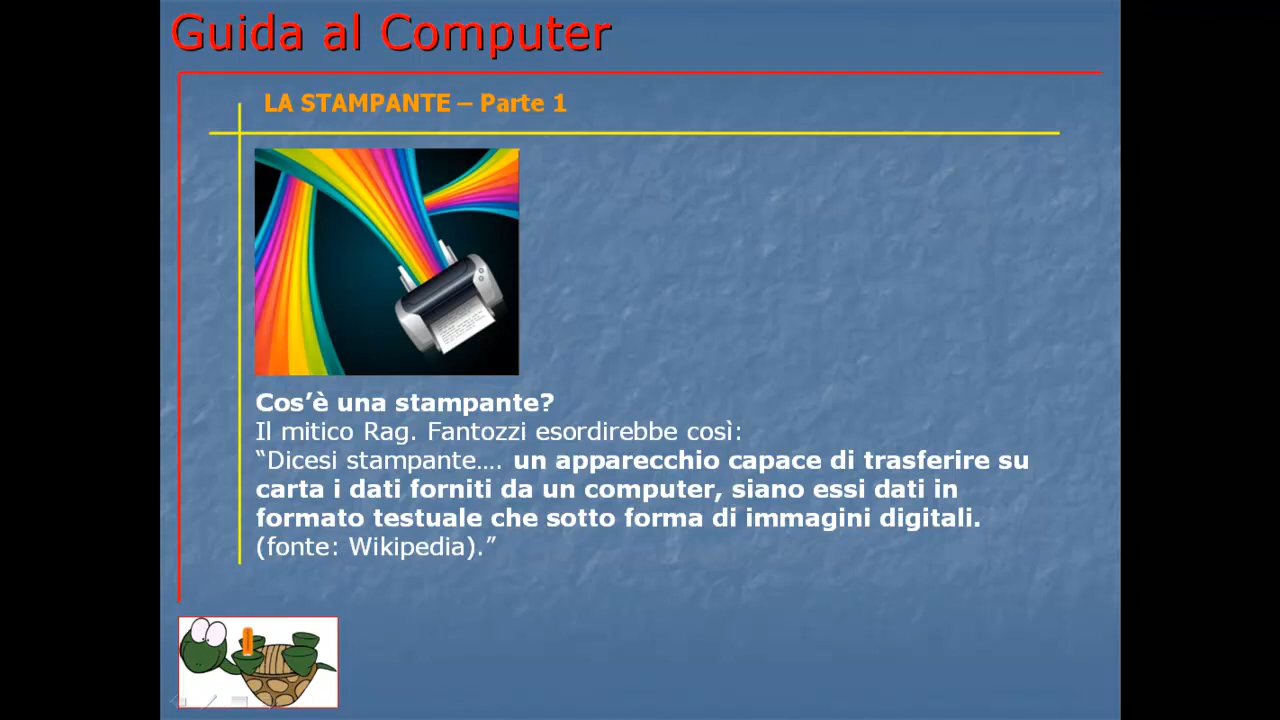 Guida al Computer
LA STAMPANTE – Parte 1
Cos’è una stampante?
Il mitico Rag. Fantozzi esordirebbe così:
“Dicesi stampante…. un apparecchio capace di trasferire su
carta i dati forniti da un computer, siano essi dati in
formato testuale che sotto forma di immagini digitali.
(fonte: Wikipedia).”